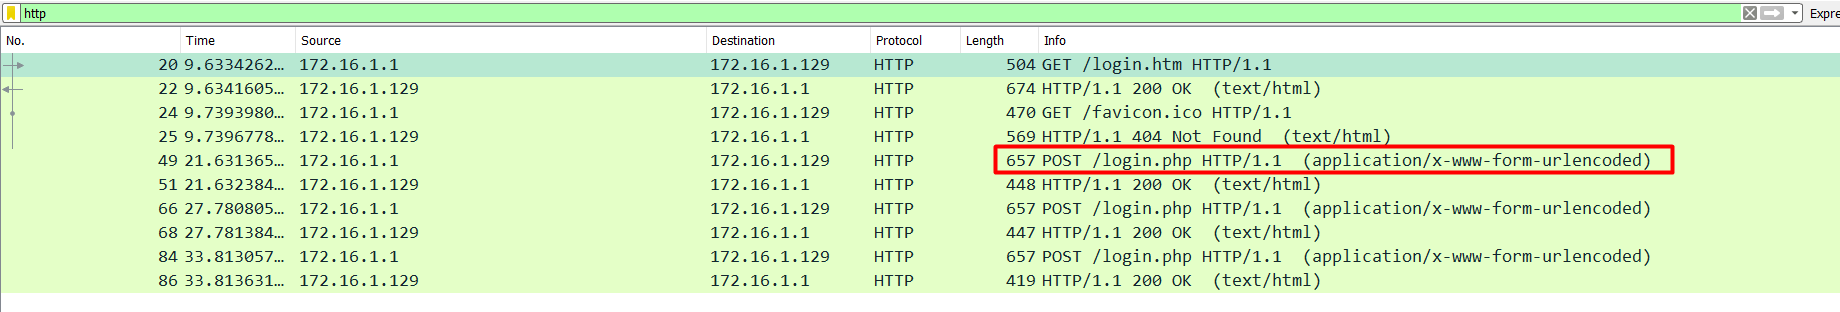 http Expre
No. Time Source Destination Protocol Length Info
20 9.6334262… 172.16.1.1 172.16.1.129 HTTP 504 GET /login.htm HTTP/1.1
22 9.6341605… 172.16.1.129 172.16.1.1 HTTP 674 HTTP/1.1 200 OK (text/html)
24 9.7393980… 172.16.1.1 172.16.1.129 HTTP 470 GET /favicon.ico HTTP/1.1
25 9.7396778… 172.16.1.129 172.16.1.1 HTTP 569 HTTP/1.1 404 Not Found (text/html)
49 21.631365… 172.16.1.1 172.16.1.129 HTTP 657 POST /login.php HTTP/1.1 (application/x-www-form-urlencoded)
51 21.632384… 172.16.1.129 172.16.1.1 HTTP 448 HTTP/1.1 200 OK (text/html)
66 27.780805… 172.16.1.1 172.16.1.129 HTTP 657 POST /login.php HTTP/1.1 (application/x-www-form-urlencoded)
68 27.781384… 172.16.1.129 172.16.1.1 HTTP 447 HTTP/1.1 200 OK (text/html)
84 33.813057… 172.16.1.1 172.16.1.129 HTTP 657 POST /login.php HTTP/1.1 (application/x-www-form-urlencoded)
86 33.813631… 172.16.1.129 172.16.1.1 HTTP 419 HTTP/1.1 200 OK (text/html)